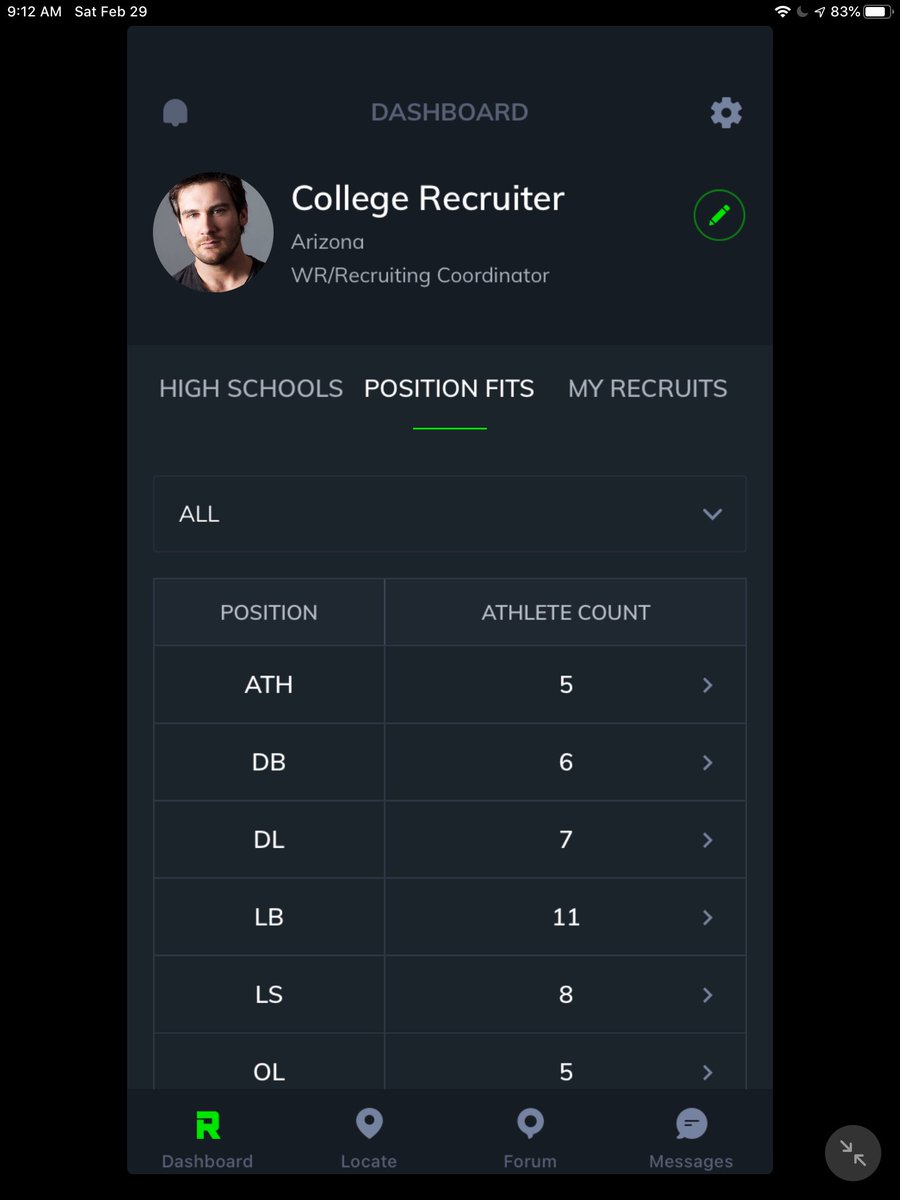 9:12 AM Sat Feb 29 83%
DASHBOARD
College Recruiter
Arizona
WR/Recruiting Coordinator
HIGH SCHOOLS POSITION FITS MY RECRUITS
ALL
POSITION ATHLETE COUNT
ATH 5
DB 6
DL 7
LB 11
LS 8
OL 5
R
Dashboard Locate Forum Messages